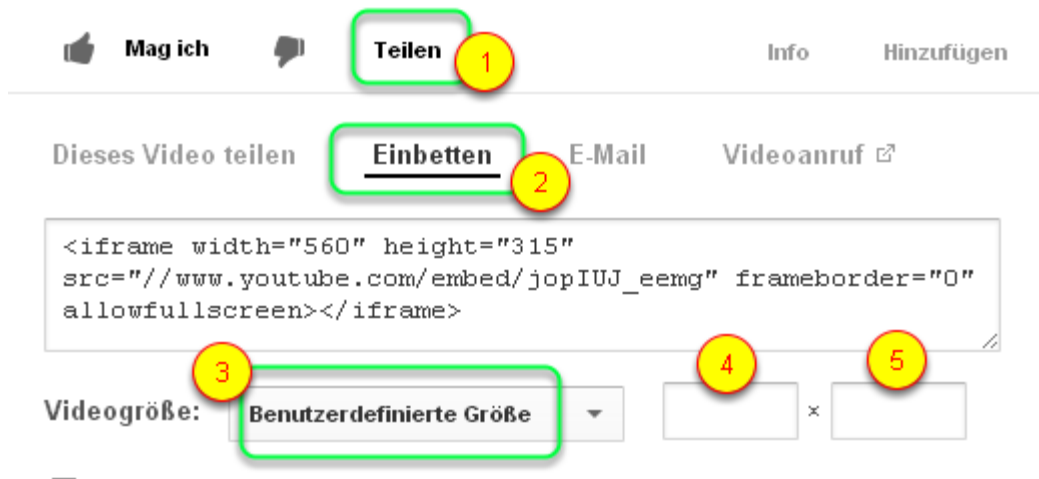 Mag ich Teilen 1 Info Hinzufügen
Dieses Video teilen Einbetten 2 E-Mail Videoanruf
<iframe width="560" height="315"
src="//www.youtube.com/embed/jopIUJ_eemg" frameborder="0"
allowfullscreen></iframe>
3 4 5
Videogröße: Benutzerdefinierte Größe ×